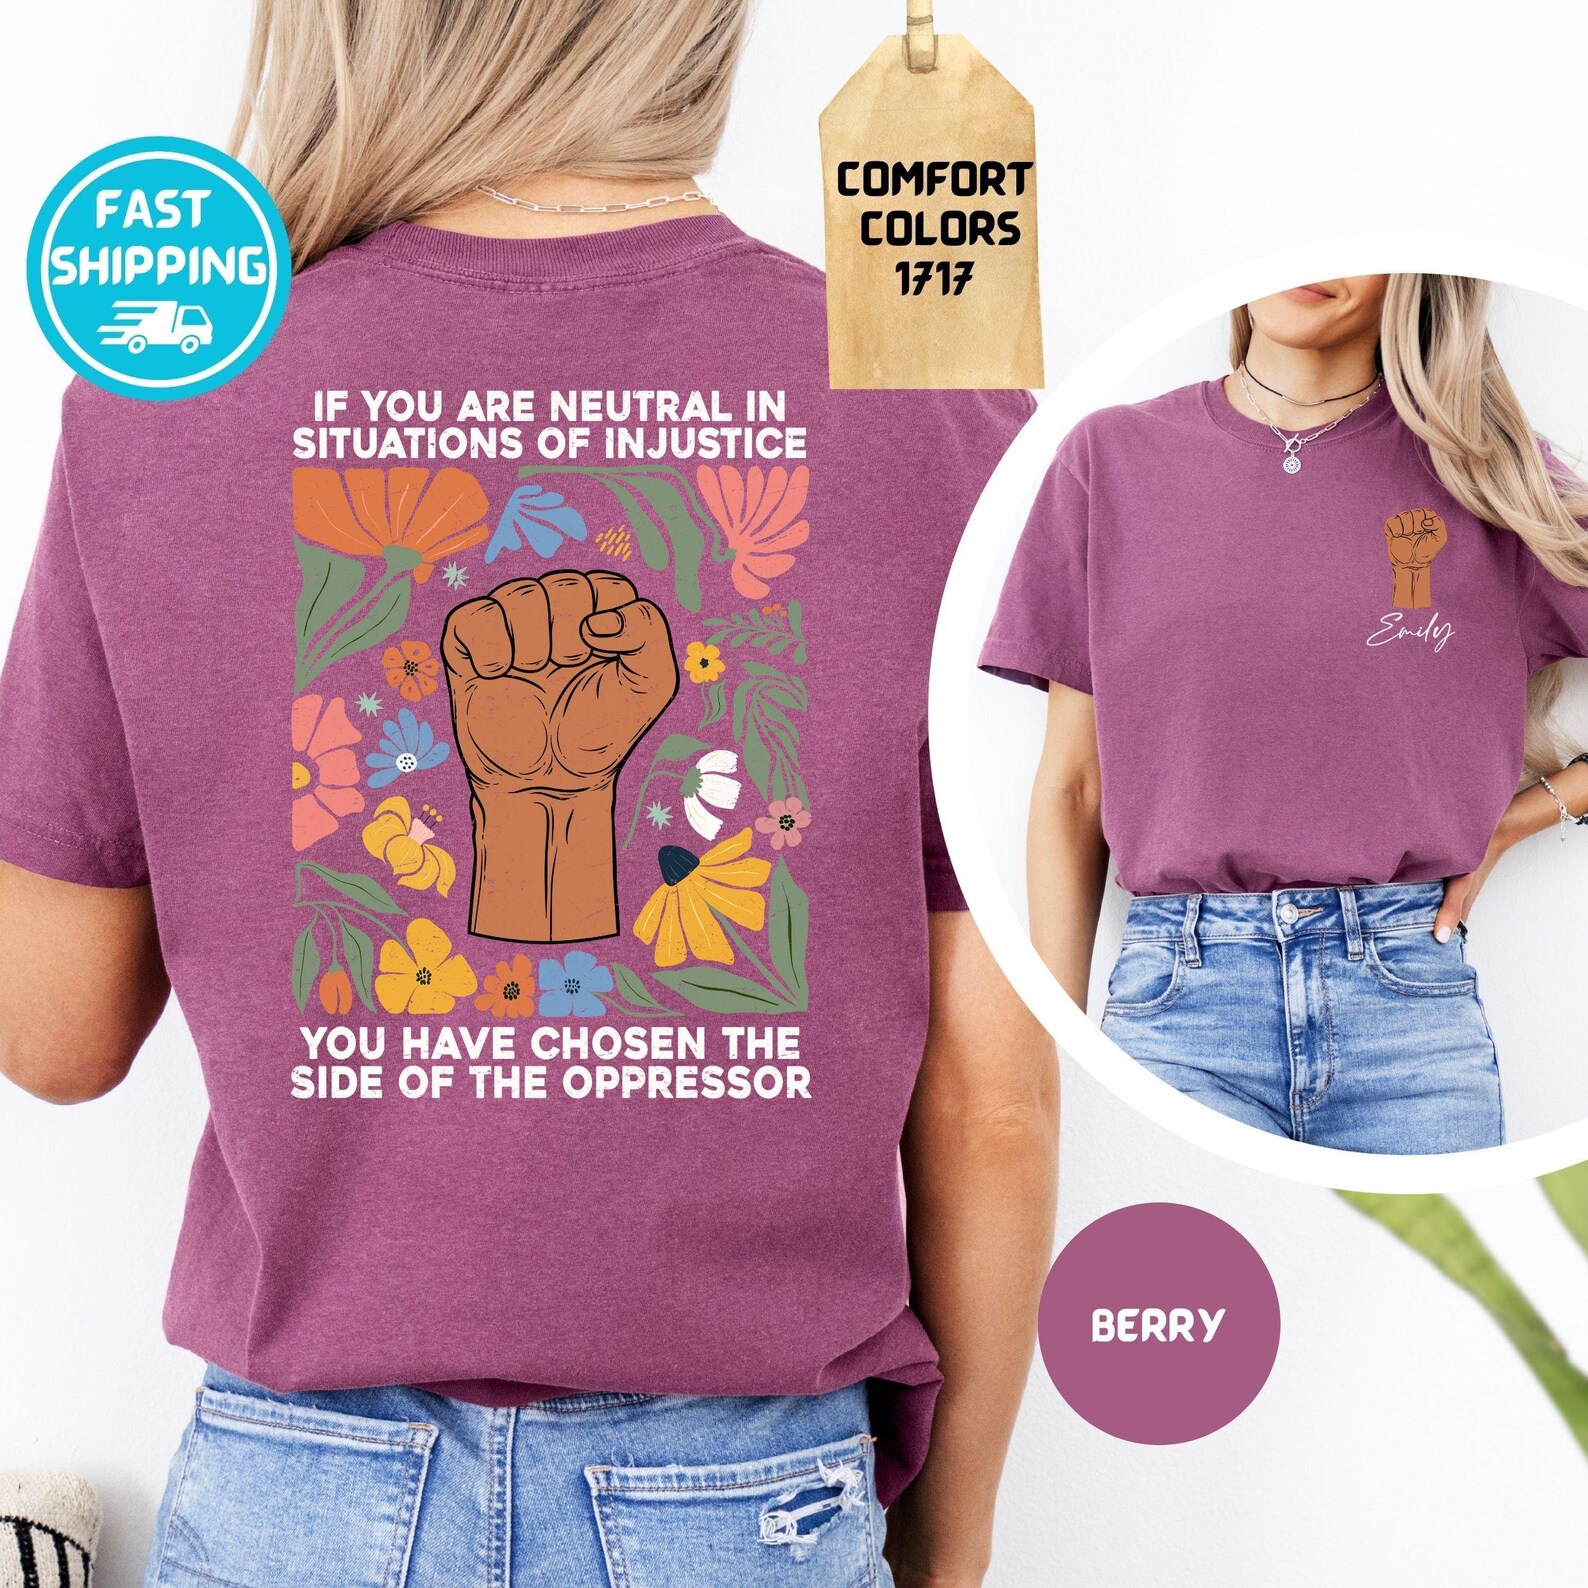 FAST
SHIPPING
COMFORT
COLORS
1717
IF YOU ARE NEUTRAL IN
SITUATIONS OF INJUSTICE
YOU HAVE CHOSEN THE
SIDE OF THE OPPRESSOR
Emily
BERRY